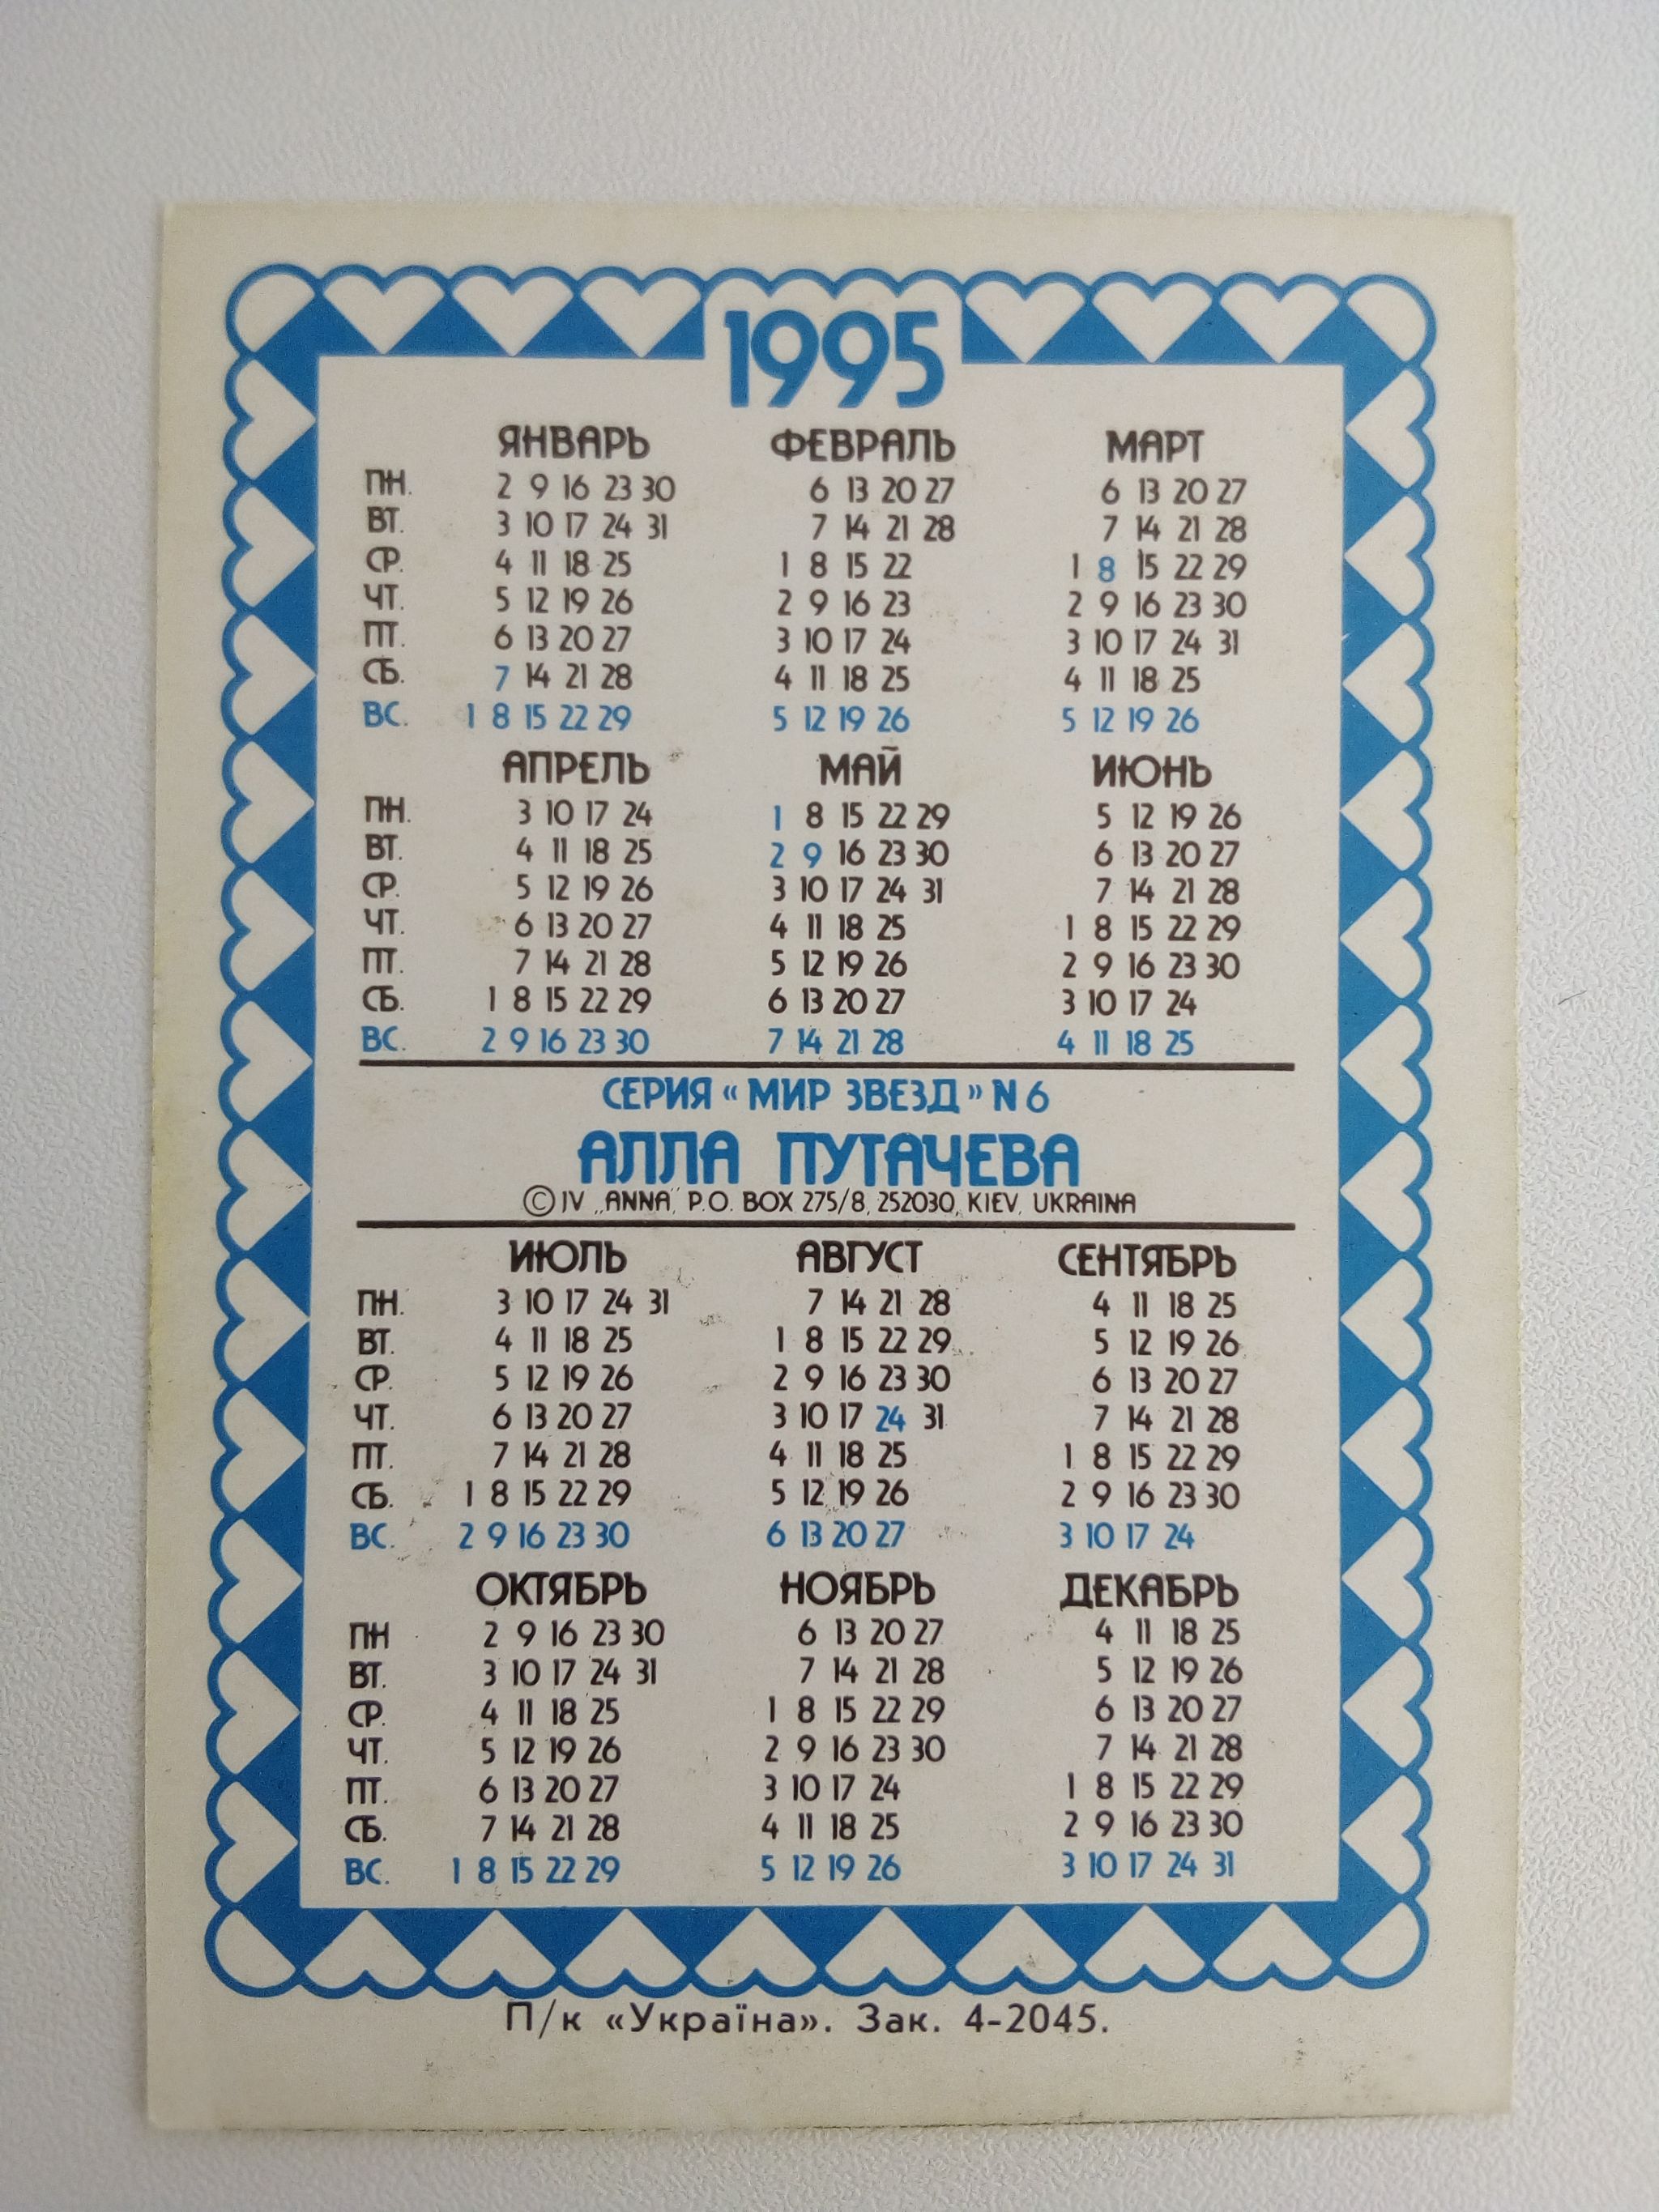 1995
ЯНВАРЬ ФЕВРАЛЬ МАРТ
ПН. 2 9 16 23 30 6 13 20 27 6 13 20 27
ВТ. 3 10 17 24 31 7 14 21 28 7 14 21 28
СР. 4 11 18 25 1 8 15 22 1 8 15 22 29
ЧТ. 5 12 19 26 2 9 16 23 2 9 16 23 30
ПТ. 6 13 20 27 3 10 17 24 3 10 17 24 31
СБ. 7 14 21 28 4 11 18 25 4 11 18 25
ВС. 1 8 15 22 29 5 12 19 26 5 12 19 26
АПРЕЛЬ МАЙ ИЮНЬ
ПН. 3 10 17 24 1 8 15 22 29 5 12 19 26
ВТ. 4 11 18 25 2 9 16 23 30 6 13 20 27
СР. 5 12 19 26 3 10 17 24 31 7 14 21 28
ЧТ. 6 13 20 27 4 11 18 25 1 8 15 22 29
ПТ. 7 14 21 28 5 12 19 26 2 9 16 23 30
СБ. 1 8 15 22 29 6 13 20 27 3 10 17 24
ВС. 2 9 16 23 30 7 14 21 28 4 11 18 25
СЕРИЯ «МИР ЗВЕЗД» N 6
АЛЛА ПУГАЧЕВА
© JV „ANNA", P.O. BOX 275/8, 252030, KIEV, UKRAINA
ИЮЛЬ АВГУСТ СЕНТЯБРЬ
ПН. 3 10 17 24 31 7 14 21 28 4 11 18 25
ВТ. 4 11 18 25 1 8 15 22 29 5 12 19 26
СР. 5 12 19 26 2 9 16 23 30 6 13 20 27
ЧТ. 6 13 20 27 3 10 17 24 31 7 14 21 28
ПТ. 7 14 21 28 4 11 18 25 1 8 15 22 29
СБ. 1 8 15 22 29 5 12 19 26 2 9 16 23 30
ВС. 2 9 16 23 30 6 13 20 27 3 10 17 24
ОКТЯБРЬ НОЯБРЬ ДЕКАБРЬ
ПН 2 9 16 23 30 6 13 20 27 4 11 18 25
ВТ. 3 10 17 24 31 7 14 21 28 5 12 19 26
СР. 4 11 18 25 1 8 15 22 29 6 13 20 27
ЧТ. 5 12 19 26 2 9 16 23 30 7 14 21 28
ПТ. 6 13 20 27 3 10 17 24 1 8 15 22 29
СБ. 7 14 21 28 4 11 18 25 2 9 16 23 30
ВС. 1 8 15 22 29 5 12 19 26 3 10 17 24 31
П/к «Україна». Зак. 4-2045.